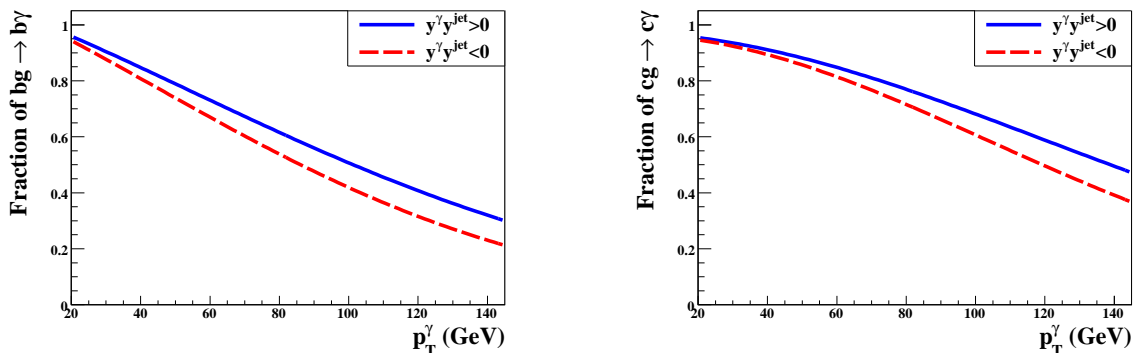 Fraction of bg → bγ
1
0.8
0.6
0.4
0.2
0
20 40 60 80 100 120 140
p_T^γ (GeV)
y^γ y^jet>0
y^γ y^jet<0
Fraction of cg → cγ
1
0.8
0.6
0.4
0.2
0
20 40 60 80 100 120 140
p_T^γ (GeV)
y^γ y^jet>0
y^γ y^jet<0